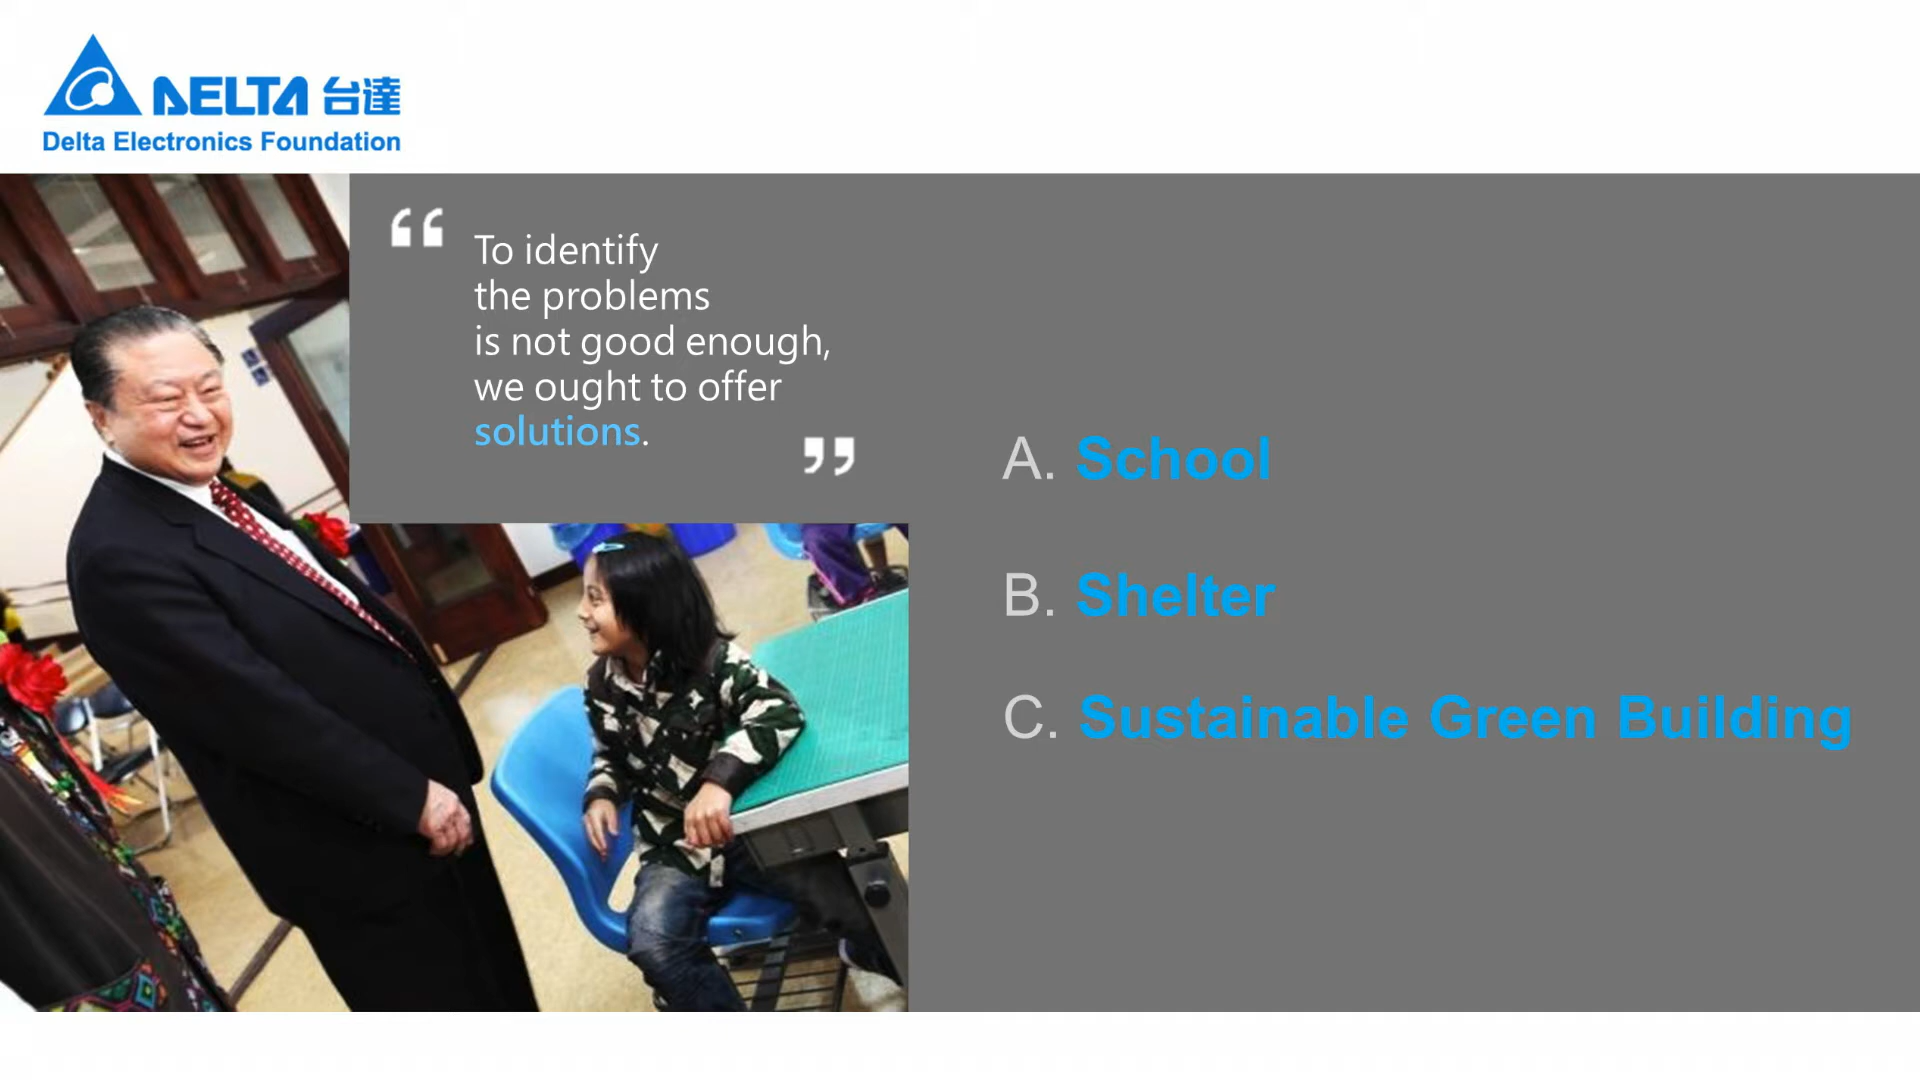 DELTA 台達
Delta Electronics Foundation
“ To identify
the problems
is not good enough,
we ought to offer
solutions. ”
A. School
B. Shelter
C. Sustainable Green Building